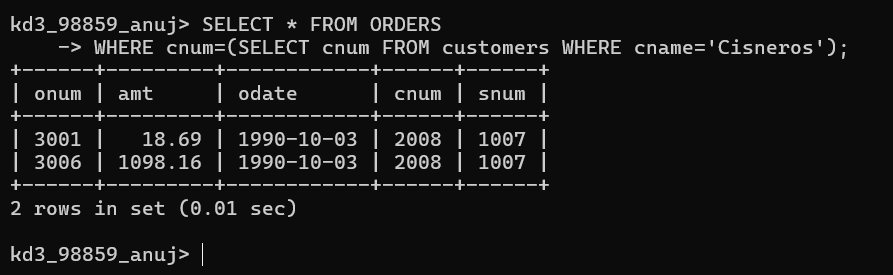 kd3_98859_anuj> SELECT * FROM ORDERS
    -> WHERE cnum=(SELECT cnum FROM customers WHERE cname='Cisneros');
+------+---------+------------+------+------+
| onum | amt     | odate      | cnum | snum |
+------+---------+------------+------+------+
| 3001 |   18.69 | 1990-10-03 | 2008 | 1007 |
| 3006 | 1098.16 | 1990-10-03 | 2008 | 1007 |
+------+---------+------------+------+------+
2 rows in set (0.01 sec)

kd3_98859_anuj>